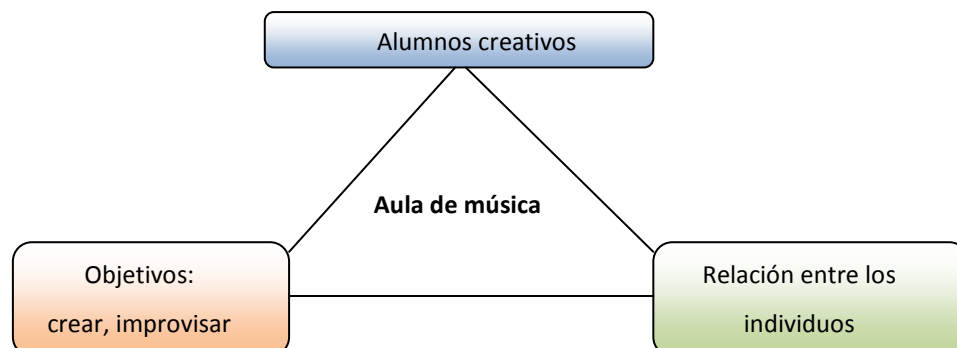 Alumnos creativos
Aula de música
Objetivos:
crear, improvisar
Relación entre los
individuos